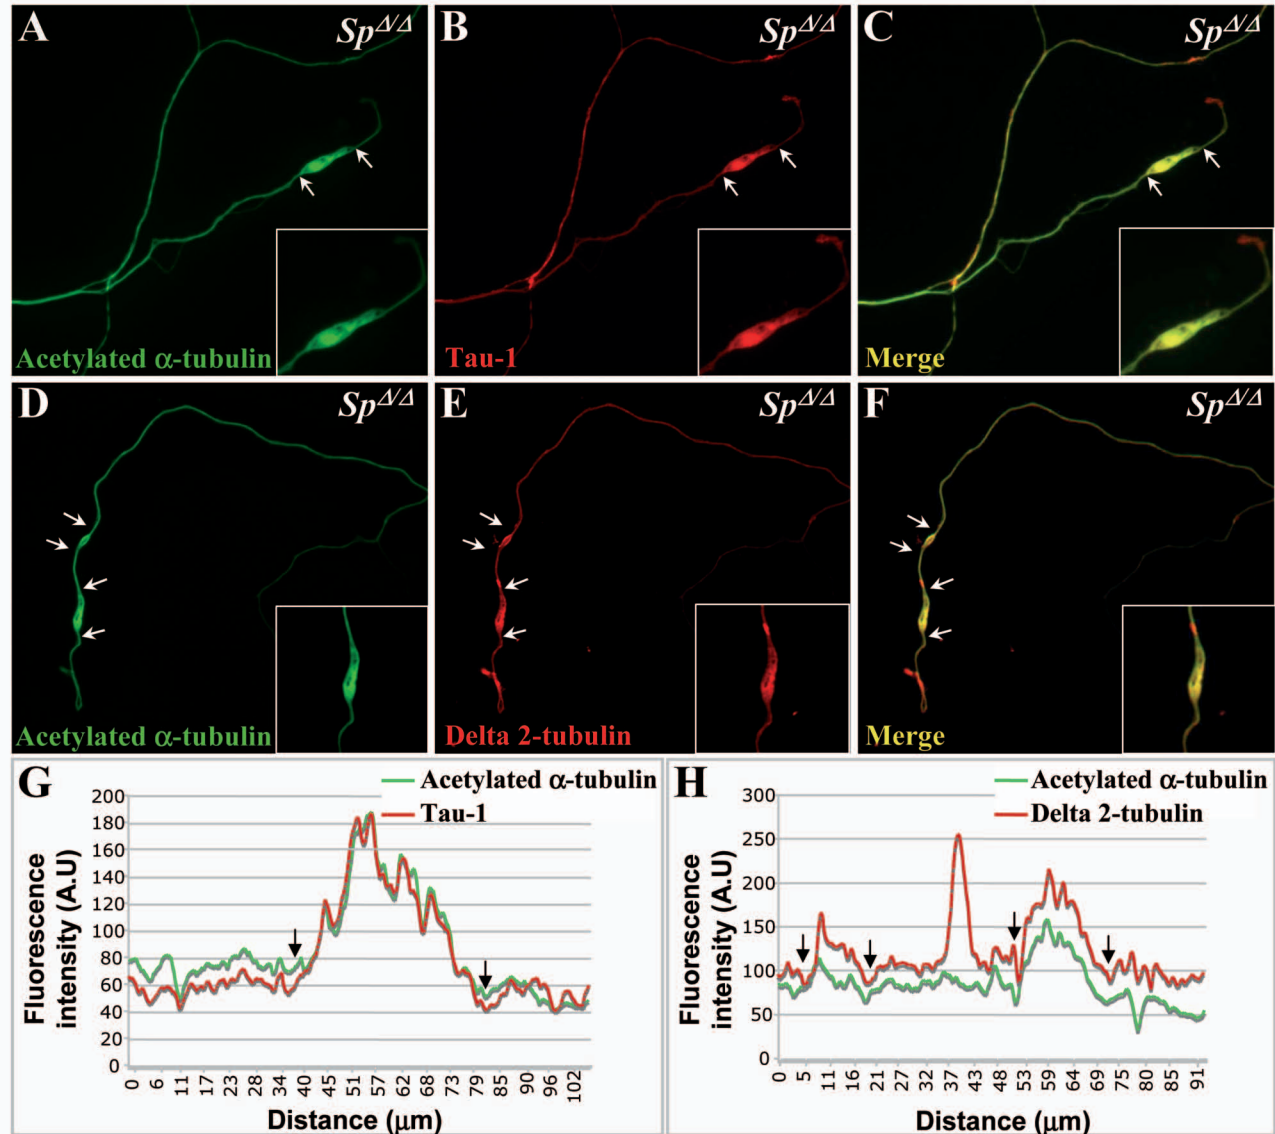 A Sp^Δ/Δ
B Sp^Δ/Δ
C Sp^Δ/Δ
Acetylated α-tubulin
Tau-1
Merge
D Sp^Δ/Δ
E Sp^Δ/Δ
F Sp^Δ/Δ
Acetylated α-tubulin
Delta 2-tubulin
Merge
G
Acetylated α-tubulin
Tau-1
Fluorescence
intensity (A.U)
200
180
160
140
120
100
80
60
40
20
0
0 6 11 17 23 28 34 40 45 51 57 62 68 73 79 85 90 96 102
Distance (μm)
H
Acetylated α-tubulin
Delta 2-tubulin
Fluorescence
intensity (A.U)
300
250
200
150
100
50
0
0 5 11 16 21 27 32 37 43 48 53 59 64 69 75 80 85 91
Distance (μm)